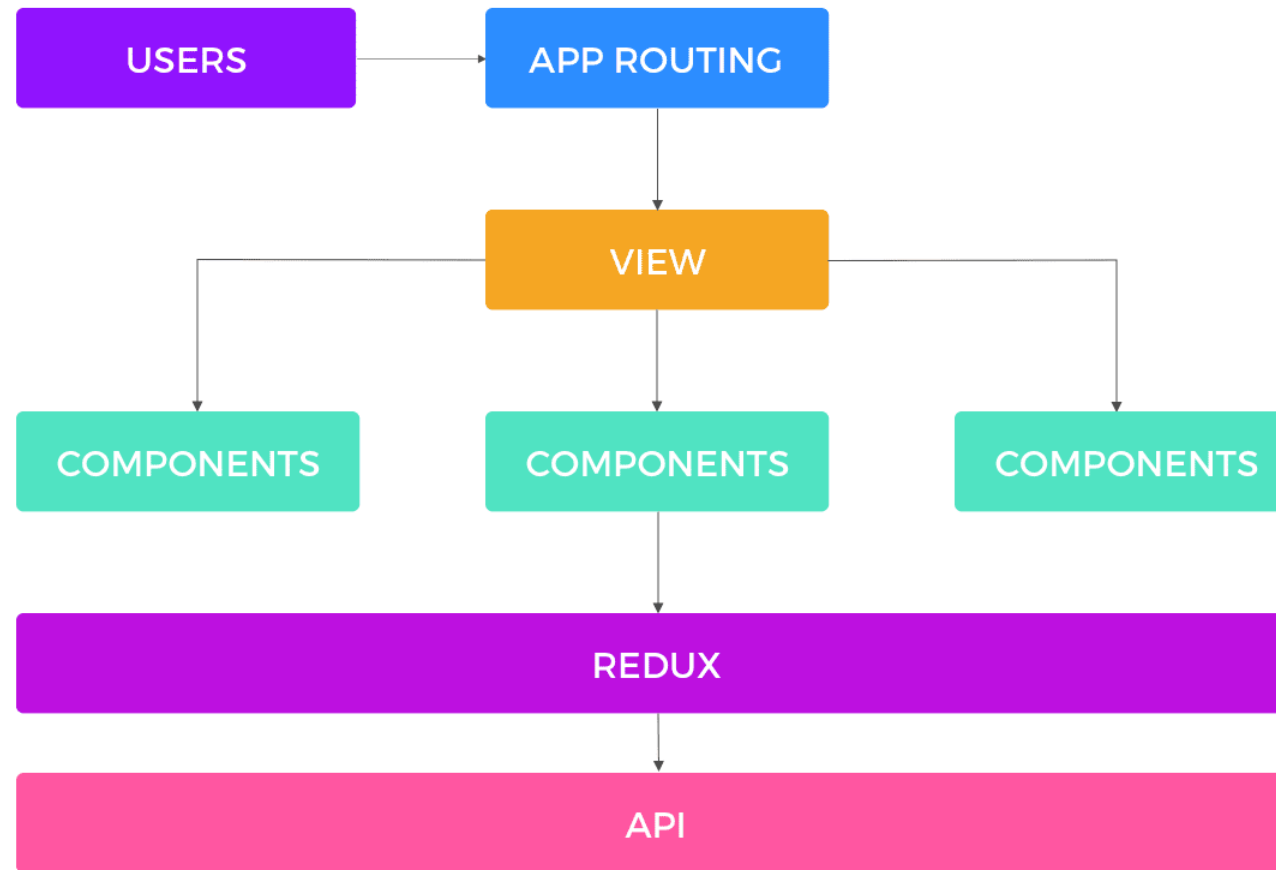 USERS
APP ROUTING
VIEW
COMPONENTS
COMPONENTS
COMPONENTS
REDUX
API